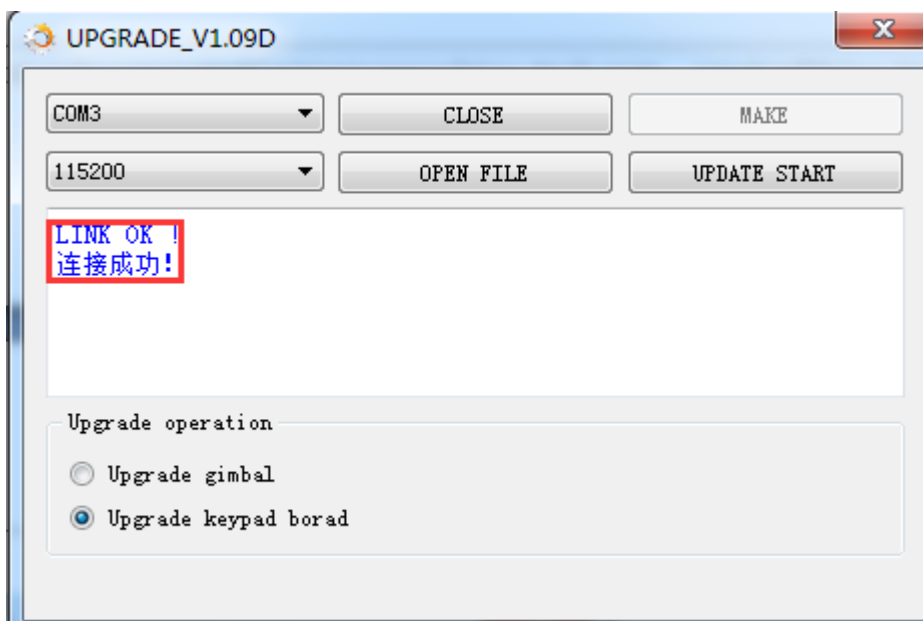 UPGRADE_V1.09D
COM3
CLOSE
MAKE
115200
OPEN FILE
UPDATE START
LINK OK !
连接成功!
Upgrade operation
Upgrade gimbal
Upgrade keypad borad